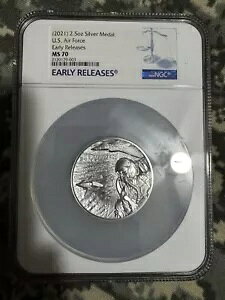 (2021) 2.5oz Silver Medal
U.S. Air Force
Early Releases
MS 70
NGC
EARLY RELEASES